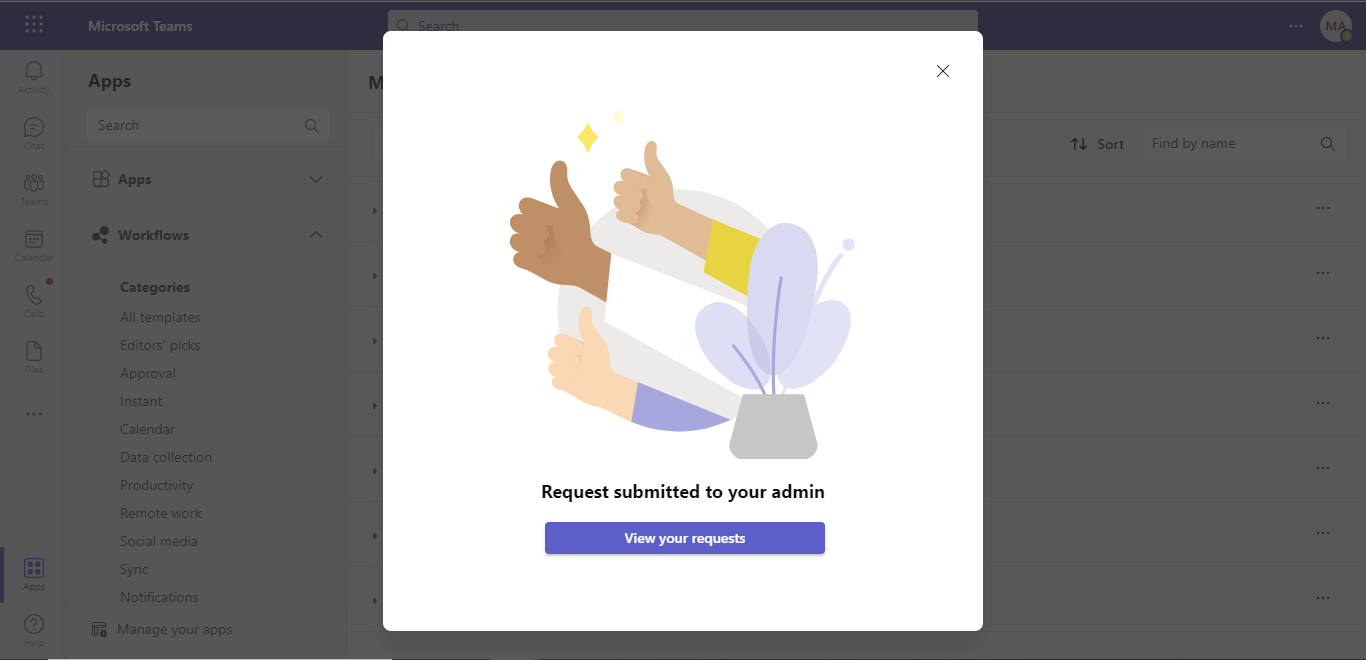 Microsoft Teams
Search
MA
Activity
Chat
Teams
Calendar
Calls
Files
Apps
Help
Apps
Search
Apps
Workflows
Categories
All templates
Editors' picks
Approval
Instant
Calendar
Data collection
Productivity
Remote work
Social media
Sync
Notifications
Manage your apps
M
Sort
Find by name
Request submitted to your admin
View your requests